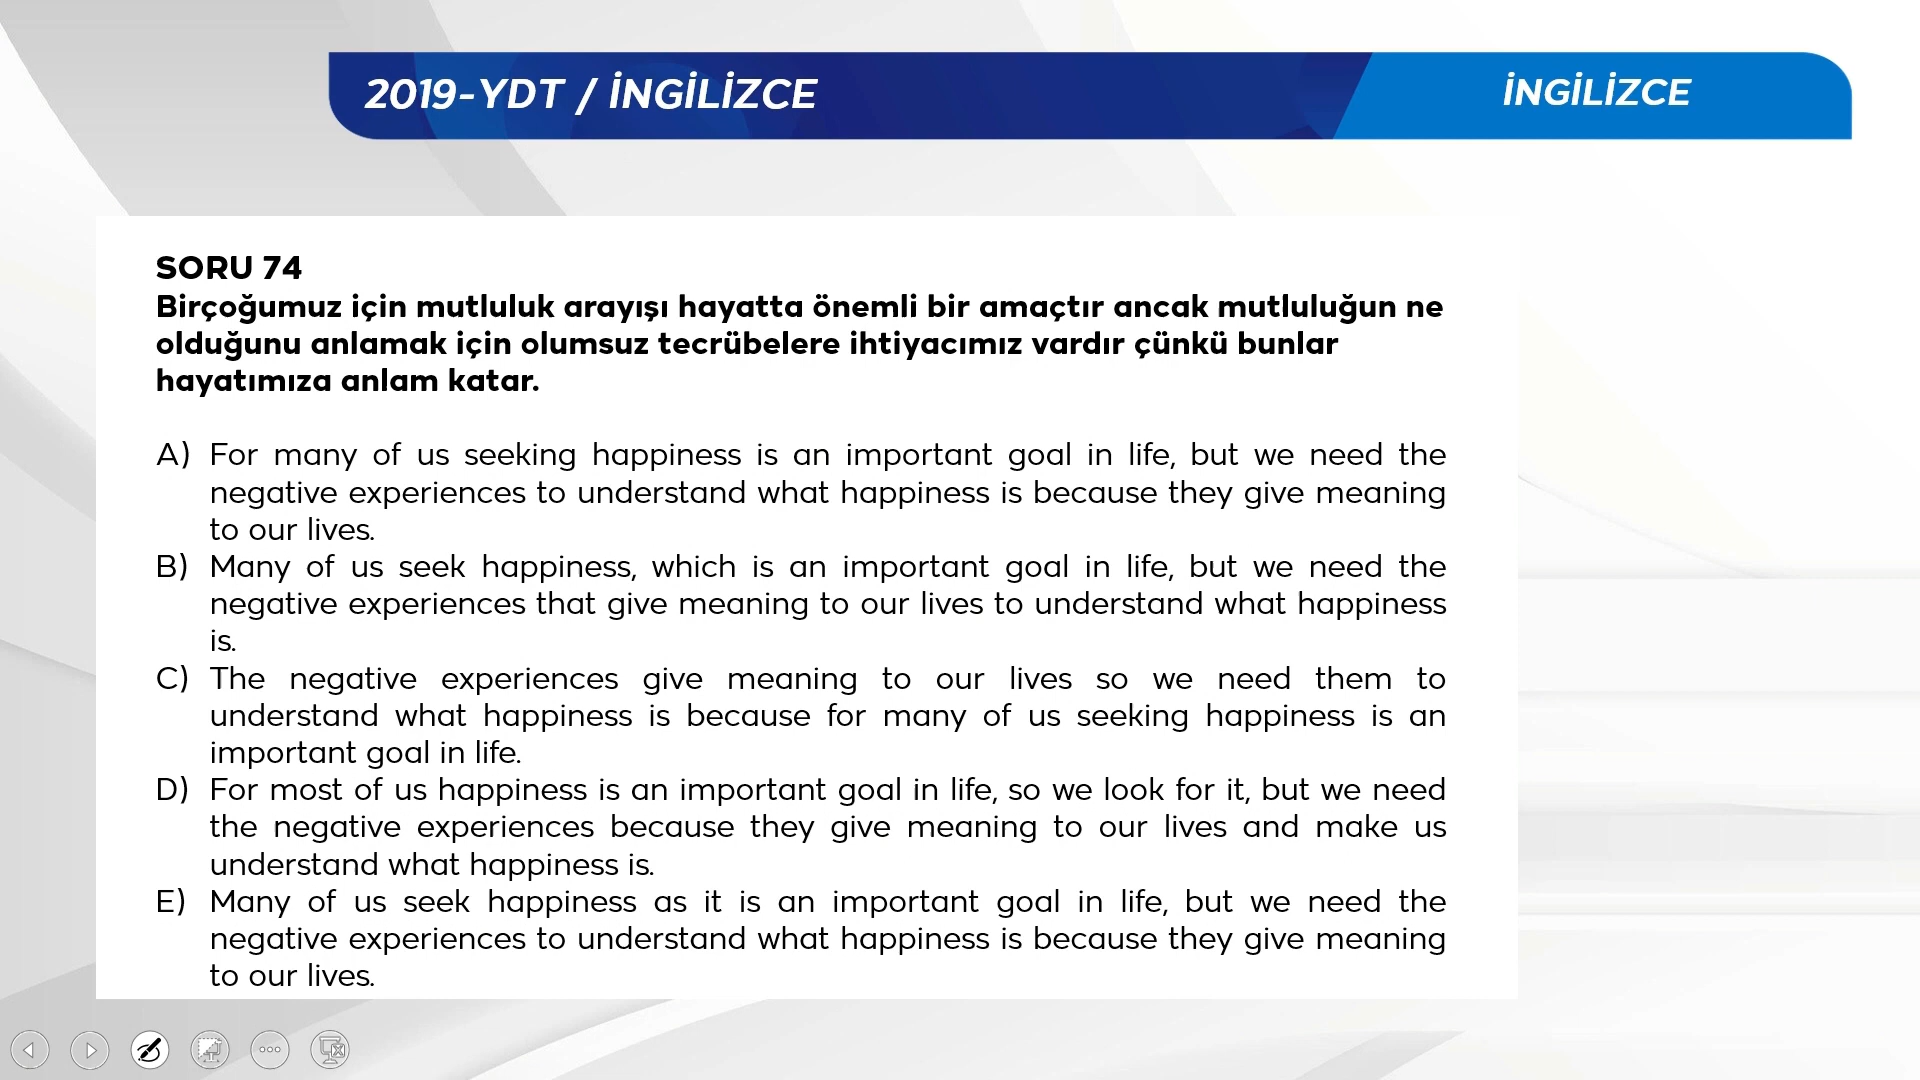 2019-YDT / İNGİLİZCE
İNGİLİZCE
SORU 74
Birçoğumuz için mutluluk arayışı hayatta önemli bir amaçtır ancak mutluluğun ne
olduğunu anlamak için olumsuz tecrübelere ihtiyacımız vardır çünkü bunlar
hayatımıza anlam katar.
A) For many of us seeking happiness is an important goal in life, but we need the
negative experiences to understand what happiness is because they give meaning
to our lives.
B) Many of us seek happiness, which is an important goal in life, but we need the
negative experiences that give meaning to our lives to understand what happiness
is.
C) The negative experiences give meaning to our lives so we need them to
understand what happiness is because for many of us seeking happiness is an
important goal in life.
D) For most of us happiness is an important goal in life, so we look for it, but we need
the negative experiences because they give meaning to our lives and make us
understand what happiness is.
E) Many of us seek happiness as it is an important goal in life, but we need the
negative experiences to understand what happiness is because they give meaning
to our lives.